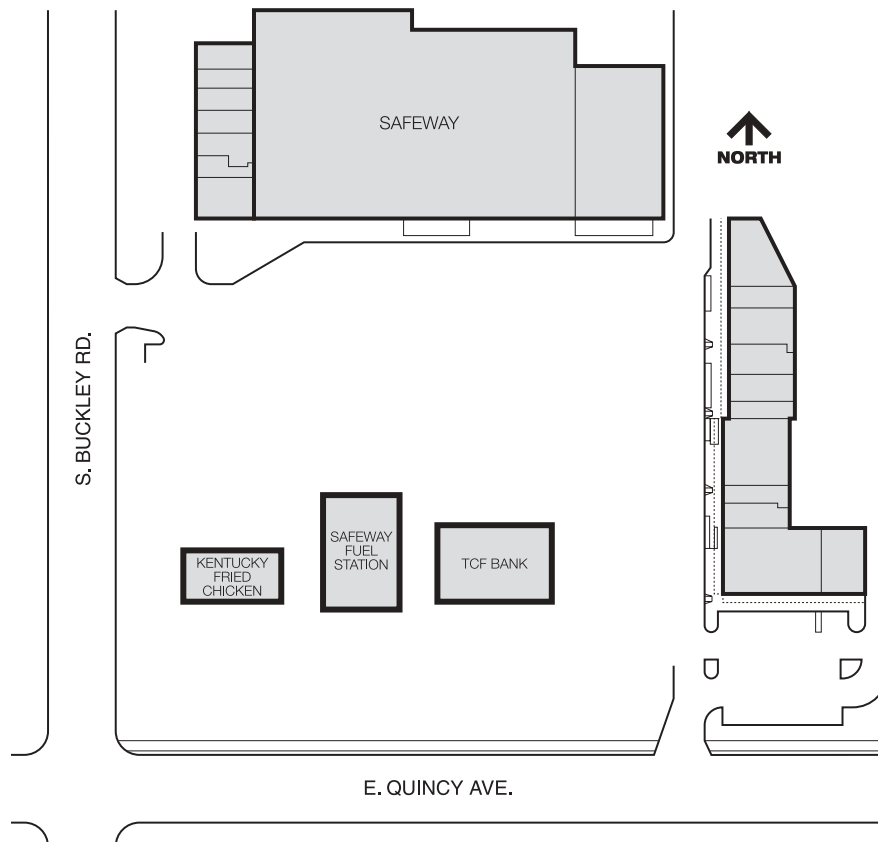 SAFEWAY
NORTH
S. BUCKLEY RD.
SAFEWAY
FUEL
STATION
KENTUCKY
FRIED
CHICKEN
TCF BANK
E. QUINCY AVE.